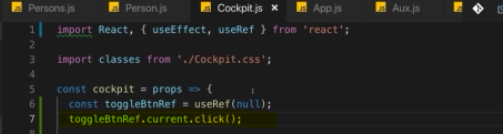 Persons.js Person.js Cockpit.js × App.js Aux.js
1 import React, { useEffect, useRef } from 'react';
2
3 import classes from './Cockpit.css';
4
5 const cockpit = props => {
6 const toggleBtnRef = useRef(null);
7 toggleBtnRef.current.click();